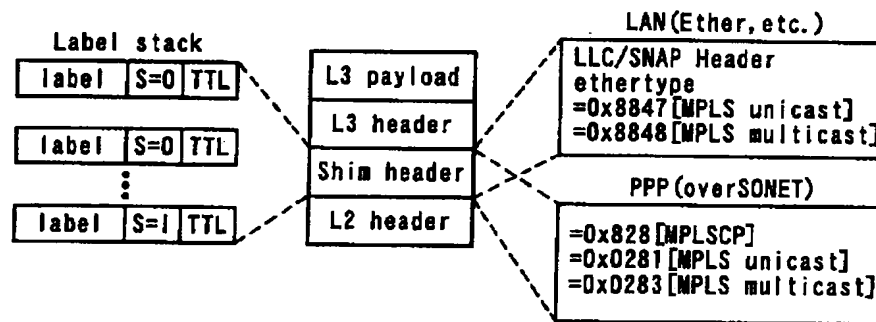 Label stack
label S=0 TTL
label S=0 TTL
label S=1 TTL
L3 payload
L3 header
Shim header
L2 header
LAN(Ether, etc.)
LLC/SNAP Header
ethertype
=0x8847[MPLS unicast]
=0x8848[MPLS multicast]
PPP(overSONET)
=0x828[MPLSCP]
=0x0281[MPLS unicast]
=0x0283[MPLS multicast]